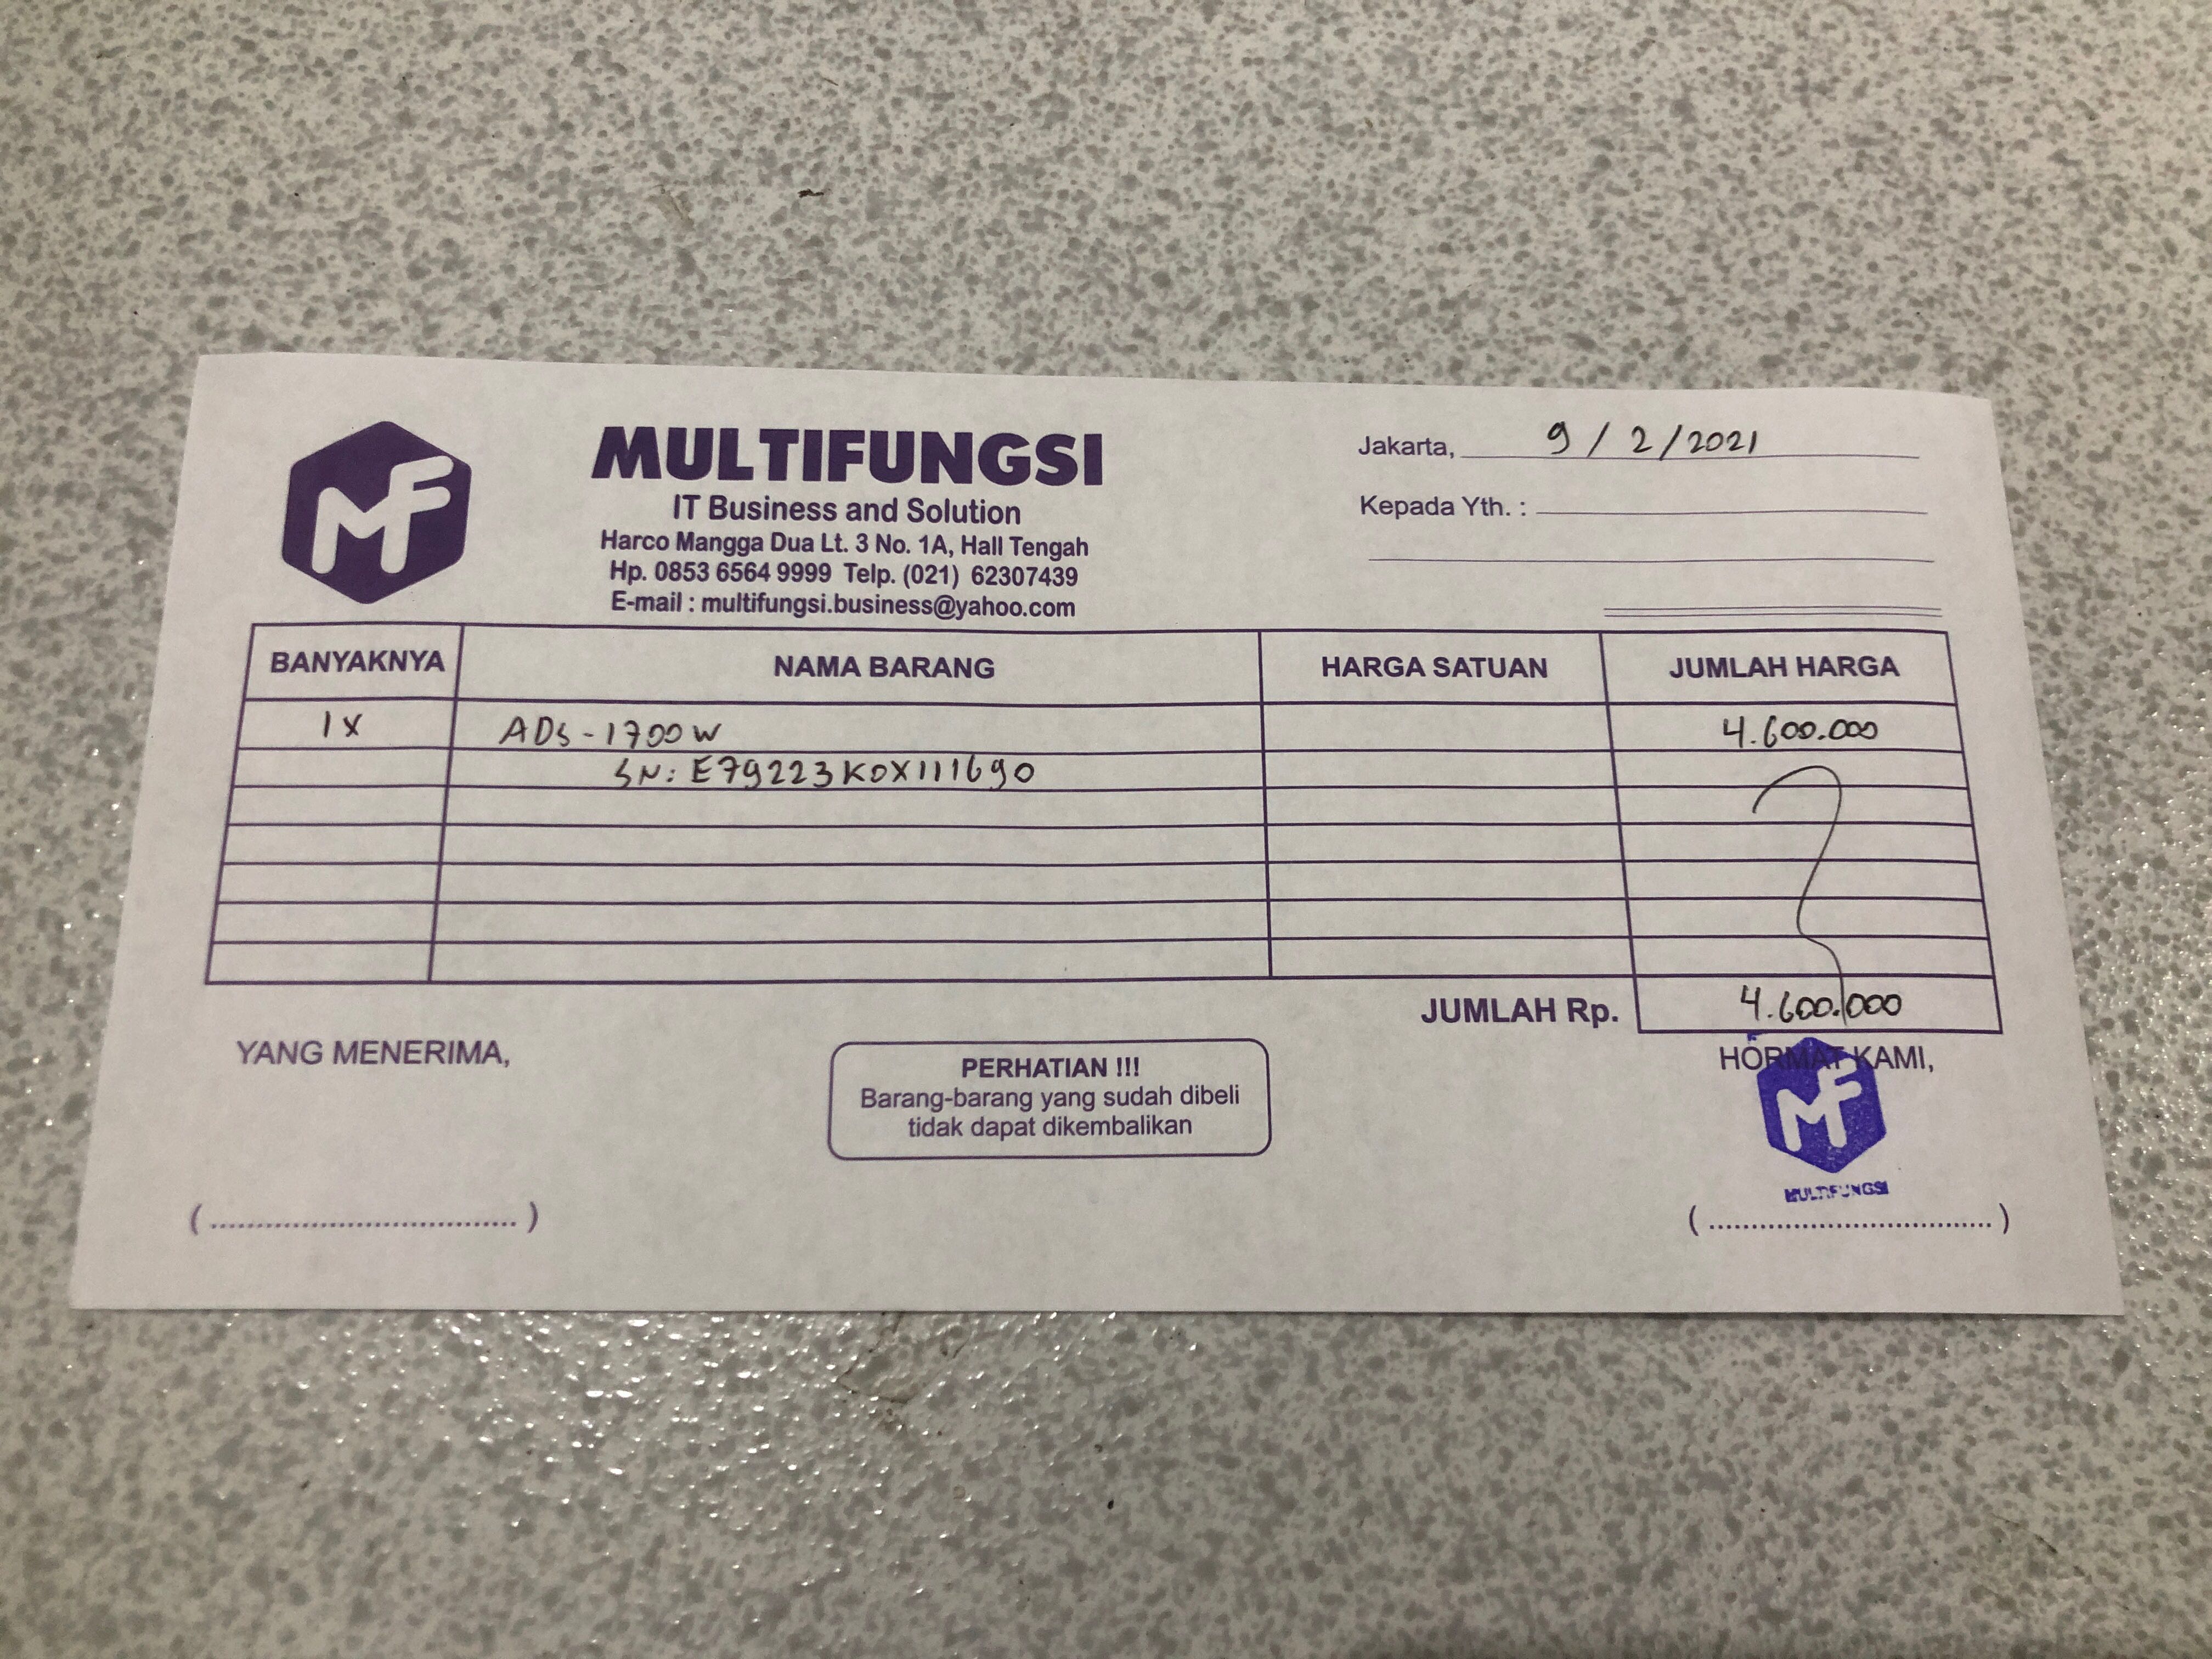 MF
MULTIFUNGSI
IT Business and Solution
Harco Mangga Dua Lt. 3 No. 1A, Hall Tengah
Hp. 0853 6564 9999 Telp. (021) 62307439
E-mail : multifungsi.business@yahoo.com
Jakarta, 9 / 2 / 2021
Kepada Yth. :
BANYAKNYA NAMA BARANG HARGA SATUAN JUMLAH HARGA
1 X ADS - 1700 W 4.600.000
SN: E79223K0X111690
JUMLAH Rp. 4.600.000
YANG MENERIMA,
PERHATIAN !!!
Barang-barang yang sudah dibeli
tidak dapat dikembalikan
HORMAT KAMI,
MF
MULTIFUNGSI
(..................................) (..................................)